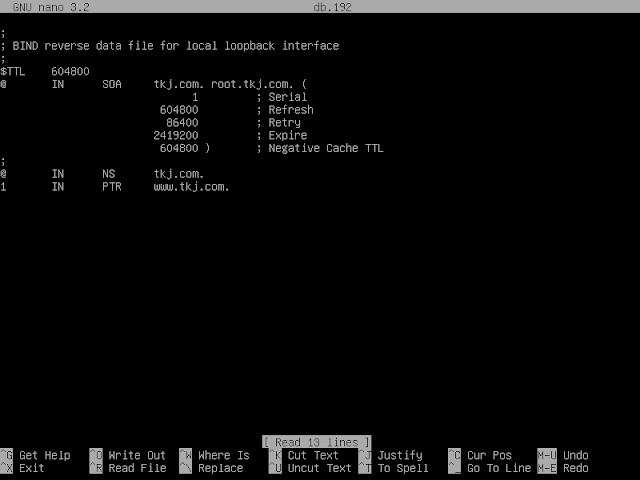 GNU nano 3.2 db.192
;
; BIND reverse data file for local loopback interface
;
$TTL 604800
@ IN SOA tkj.com. root.tkj.com. (
1 ; Serial
604800 ; Refresh
86400 ; Retry
2419200 ; Expire
604800 ) ; Negative Cache TTL
;
@ IN NS tkj.com.
1 IN PTR www.tkj.com.
[ Read 13 lines ]
^G Get Help ^O Write Out ^W Where Is ^K Cut Text ^J Justify ^C Cur Pos M-U Undo
^X Exit ^R Read File ^\ Replace ^U Uncut Text ^T To Spell ^_ Go To Line M-E Redo